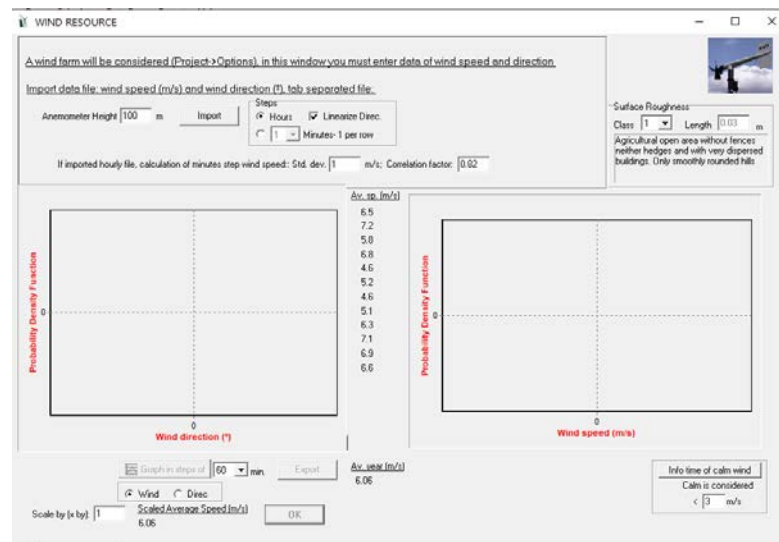 WIND RESOURCE
A wind farm will be considered (Project->Options), in this window you must enter data of wind speed and direction
Import data file: wind speed (m/s) and wind direction (º), tab separated file:
Anemometer Height 100 m Import
Steps
Hours Linearize Direc.
1 Minutes- 1 per row
If imported hourly file, calculation of minutes step wind speed:: Std. dev. 1 m/s; Correlation factor: 0.02
Surface Roughness
Class 1 Length 0.03 m
Agricultural open area without fences
neither hedges and with very dispersed
buildings. Only smoothly rounded hills
Probability Density Function
0
0
Wind direction (º)
Av. sp. (m/s)
6.5
7.2
5.8
6.8
4.6
5.2
4.6
5.1
6.3
7.1
6.9
6.6
Probability Density Function
0
0
Wind speed (m/s)
Graph in steps of 60 min. Export
Wind Direc
Av. year (m/s)
6.06
Scale by (x by): 1
Scaled Average Speed (m/s)
6.06
OK
Info time of calm wind
Calm is considered
< 3 m/s